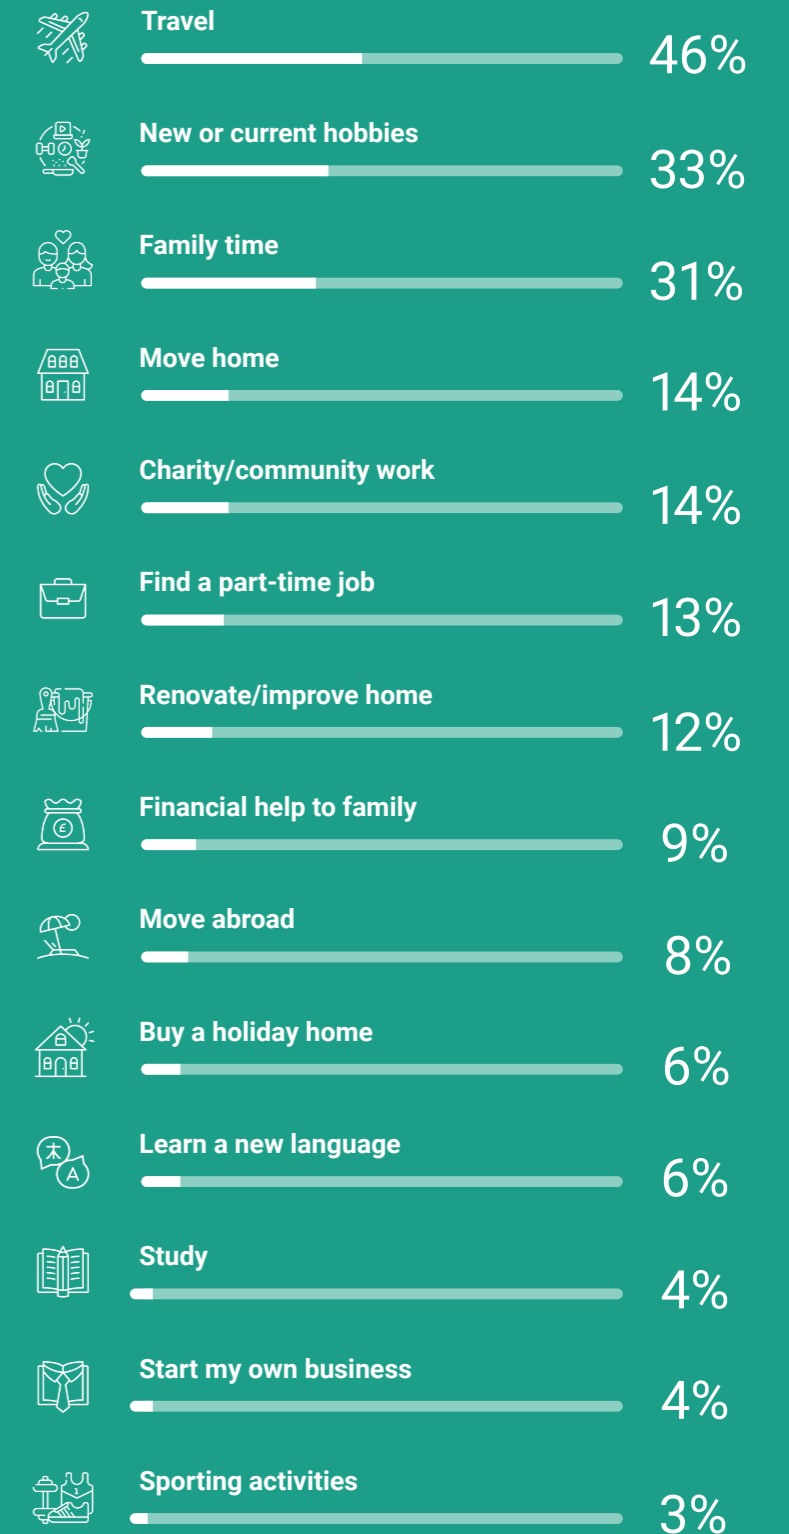 Travel
46%
New or current hobbies
33%
Family time
31%
Move home
14%
Charity/community work
14%
Find a part-time job
13%
Renovate/improve home
12%
Financial help to family
£
9%
Move abroad
8%
Buy a holiday home
6%
Learn a new language
木
A
6%
Study
4%
Start my own business
4%
Sporting activities
1
3%